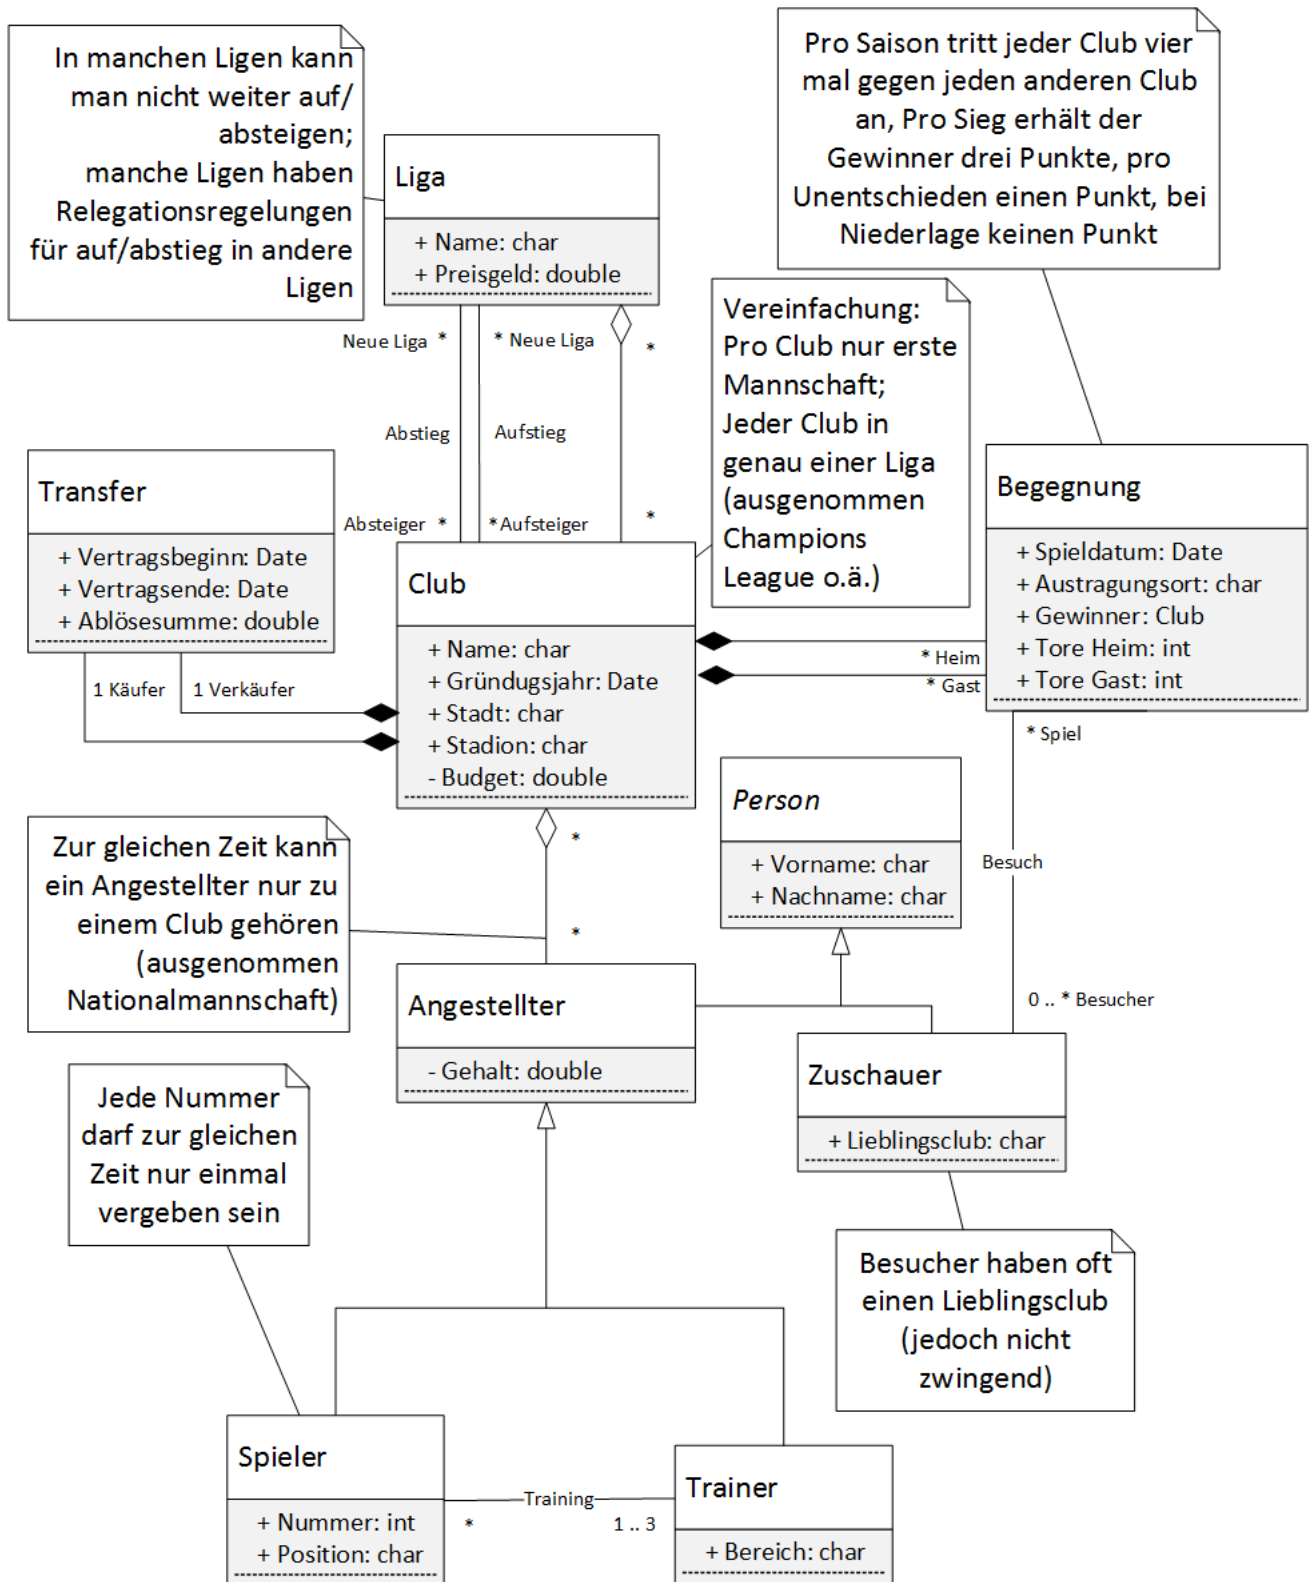 In manchen Ligen kann
man nicht weiter auf/
absteigen;
manche Ligen haben
Relegationsregelungen
für auf/abstieg in andere
Ligen
Pro Saison tritt jeder Club vier
mal gegen jeden anderen Club
an, Pro Sieg erhält der
Gewinner drei Punkte, pro
Unentschieden einen Punkt, bei
Niederlage keinen Punkt
Liga
+ Name: char
+ Preisgeld: double
Neue Liga *
* Neue Liga
*
Abstieg
Aufstieg
Absteiger *
* Aufsteiger
*
Vereinfachung:
Pro Club nur erste
Mannschaft;
Jeder Club in
genau einer Liga
(ausgenommen
Champions
League o.ä.)
Transfer
+ Vertragsbeginn: Date
+ Vertragsende: Date
+ Ablösesumme: double
1 Käufer
1 Verkäufer
Club
+ Name: char
+ Gründugsjahr: Date
+ Stadt: char
+ Stadion: char
- Budget: double
Begegnung
+ Spieldatum: Date
+ Austragungsort: char
+ Gewinner: Club
+ Tore Heim: int
+ Tore Gast: int
* Heim
* Gast
* Spiel
Person
+ Vorname: char
+ Nachname: char
Besuch
0 .. * Besucher
Zur gleichen Zeit kann
ein Angestellter nur zu
einem Club gehören
(ausgenommen
Nationalmannschaft)
*
*
Angestellter
- Gehalt: double
Zuschauer
+ Lieblingsclub: char
Jede Nummer
darf zur gleichen
Zeit nur einmal
vergeben sein
Besucher haben oft
einen Lieblingsclub
(jedoch nicht
zwingend)
Spieler
+ Nummer: int
+ Position: char
Training
*
1 .. 3
Trainer
+ Bereich: char